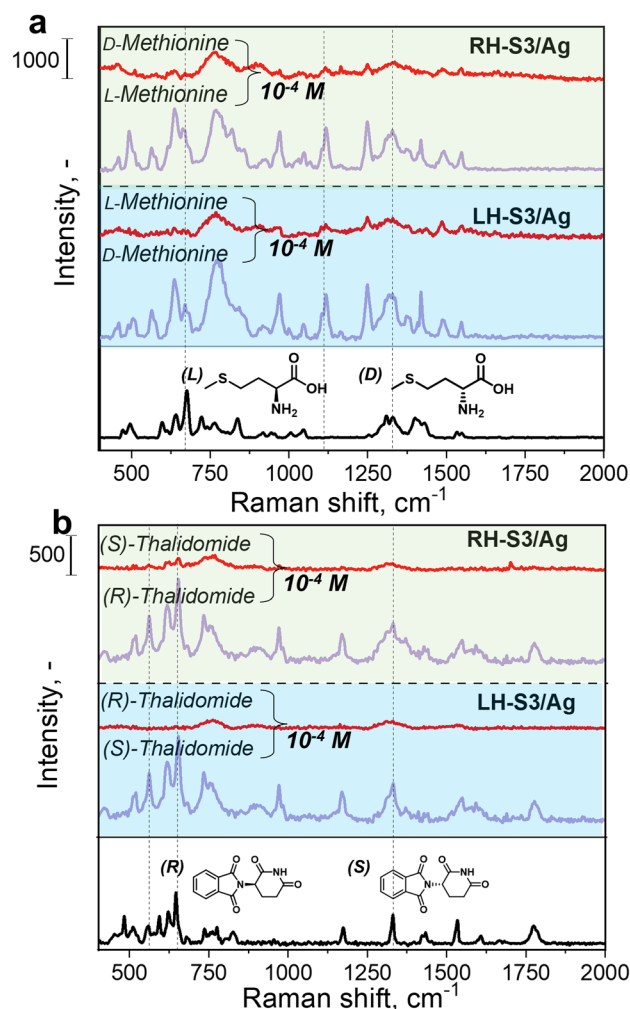 a
1000
D-Methionine
RH-S3/Ag
10-4 M
L-Methionine
L-Methionine
LH-S3/Ag
10-4 M
D-Methionine
Intensity, -
(L)
S
O
OH
NH2
(D)
S
O
OH
NH2
500 750 1000 1250 1500 1750 2000
Raman shift, cm-1
b
500
(S)-Thalidomide
RH-S3/Ag
10-4 M
(R)-Thalidomide
(R)-Thalidomide
LH-S3/Ag
10-4 M
(S)-Thalidomide
Intensity, -
(R)
O
O
NH
N
O
O
(S)
O
O
NH
N
O
O
500 750 1000 1250 1500 1750 2000
Raman shift, cm-1